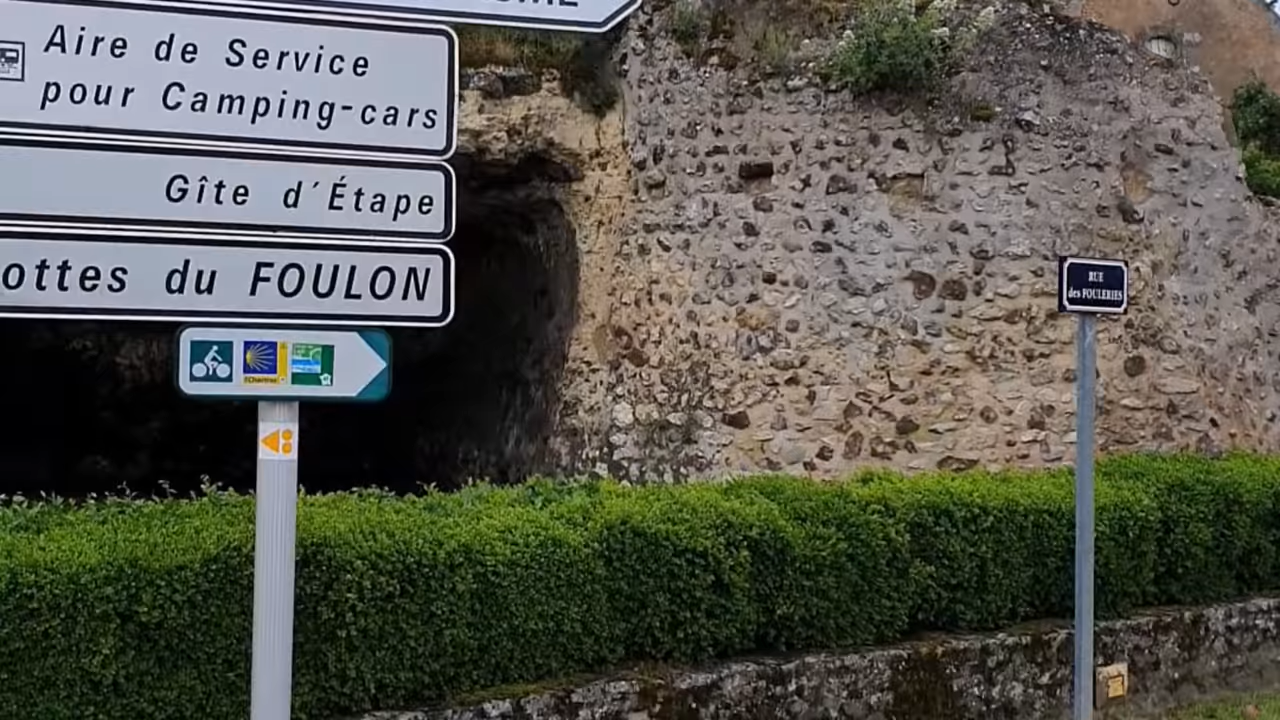 Aire de Service
pour Camping-cars
Gîte d'Étape
ottes du FOULON
RUE
des FOULERIES